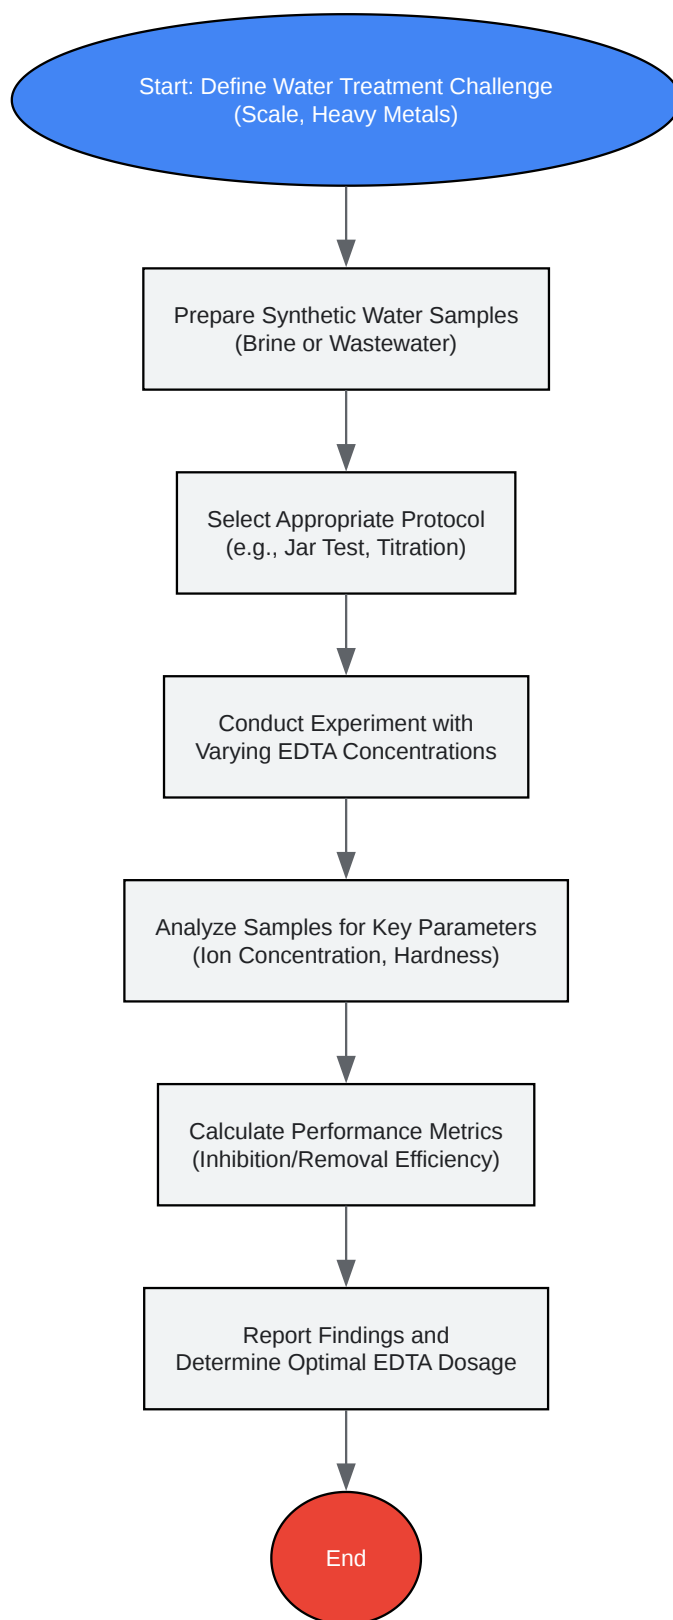 Start: Define Water Treatment Challenge
(Scale, Heavy Metals)
Prepare Synthetic Water Samples
(Brine or Wastewater)
Select Appropriate Protocol
(e.g., Jar Test, Titration)
Conduct Experiment with
Varying EDTA Concentrations
Analyze Samples for Key Parameters
(Ion Concentration, Hardness)
Calculate Performance Metrics
(Inhibition/Removal Efficiency)
Report Findings and
Determine Optimal EDTA Dosage
End